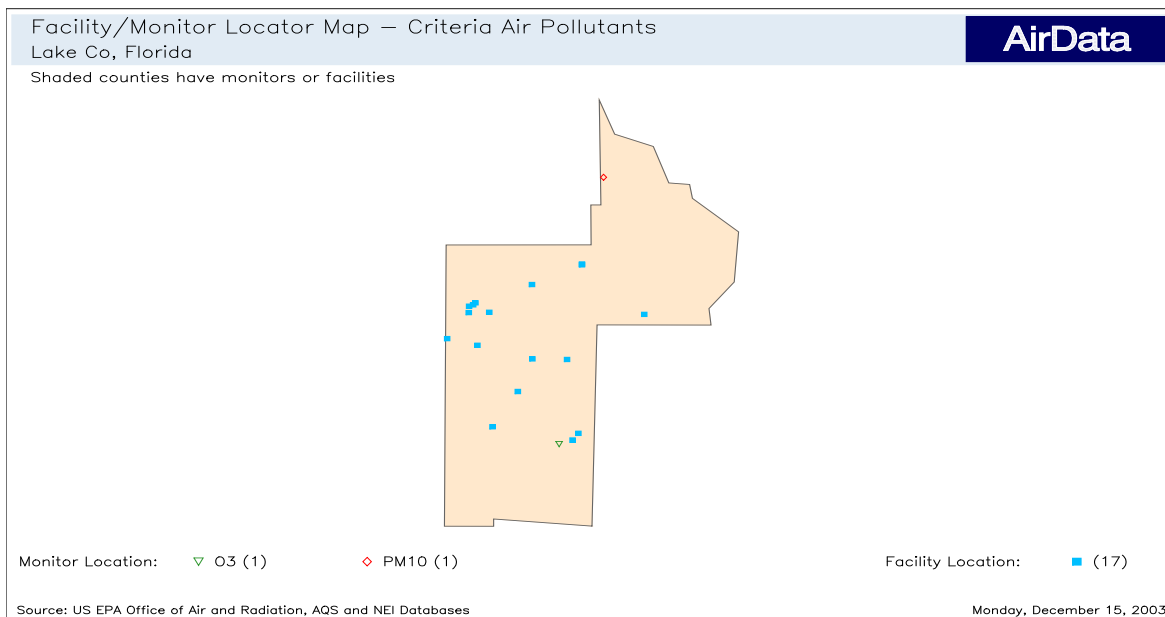 Facility/Monitor Locator Map – Criteria Air Pollutants
Lake Co, Florida
AirData
Shaded counties have monitors or facilities
Monitor Location: O3 (1) PM10 (1) Facility Location: (17)
Source: US EPA Office of Air and Radiation, AQS and NEI Databases
Monday, December 15, 2003